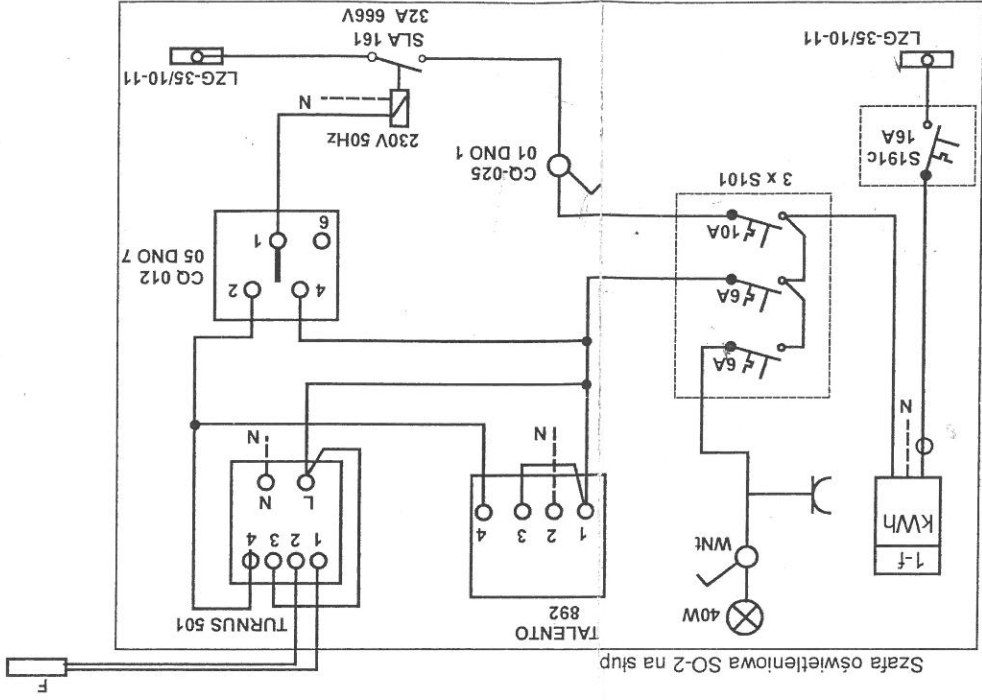 F
Szafa oświetleniowa SO-2 na słup
40W
WNt
TALENTO
892
TURNUS 501
1-f
kWh
N
1 2 3 4
N
1 2 3 4
L N
N
6A
6A
10A
3 x S101
4 2
1 6
CQ 012
05 DNO 7
S191c
16A
LZG-35/10-11
CQ-025
01 DNO 1
230V 50Hz
N
SLA 161
32A 666V
LZG-35/10-11